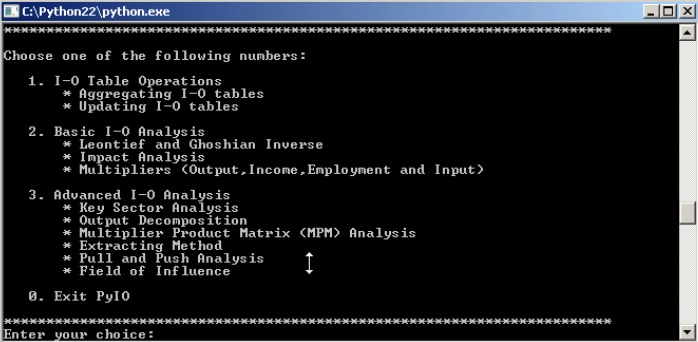 C:\Python22\python.exe
***************************************************************************
Choose one of the following numbers:
1. I-O Table Operations
* Aggregating I-O tables
* Updating I-O tables
2. Basic I-O Analysis
* Leontief and Ghoshian Inverse
* Impact Analysis
* Multipliers (Output,Income,Employment and Input)
3. Advanced I-O Analysis
* Key Sector Analysis
* Output Decomposition
* Multiplier Product Matrix (MPM) Analysis
* Extracting Method
* Pull and Push Analysis
* Field of Influence
0. Exit PyIO
***************************************************************************
Enter your choice: